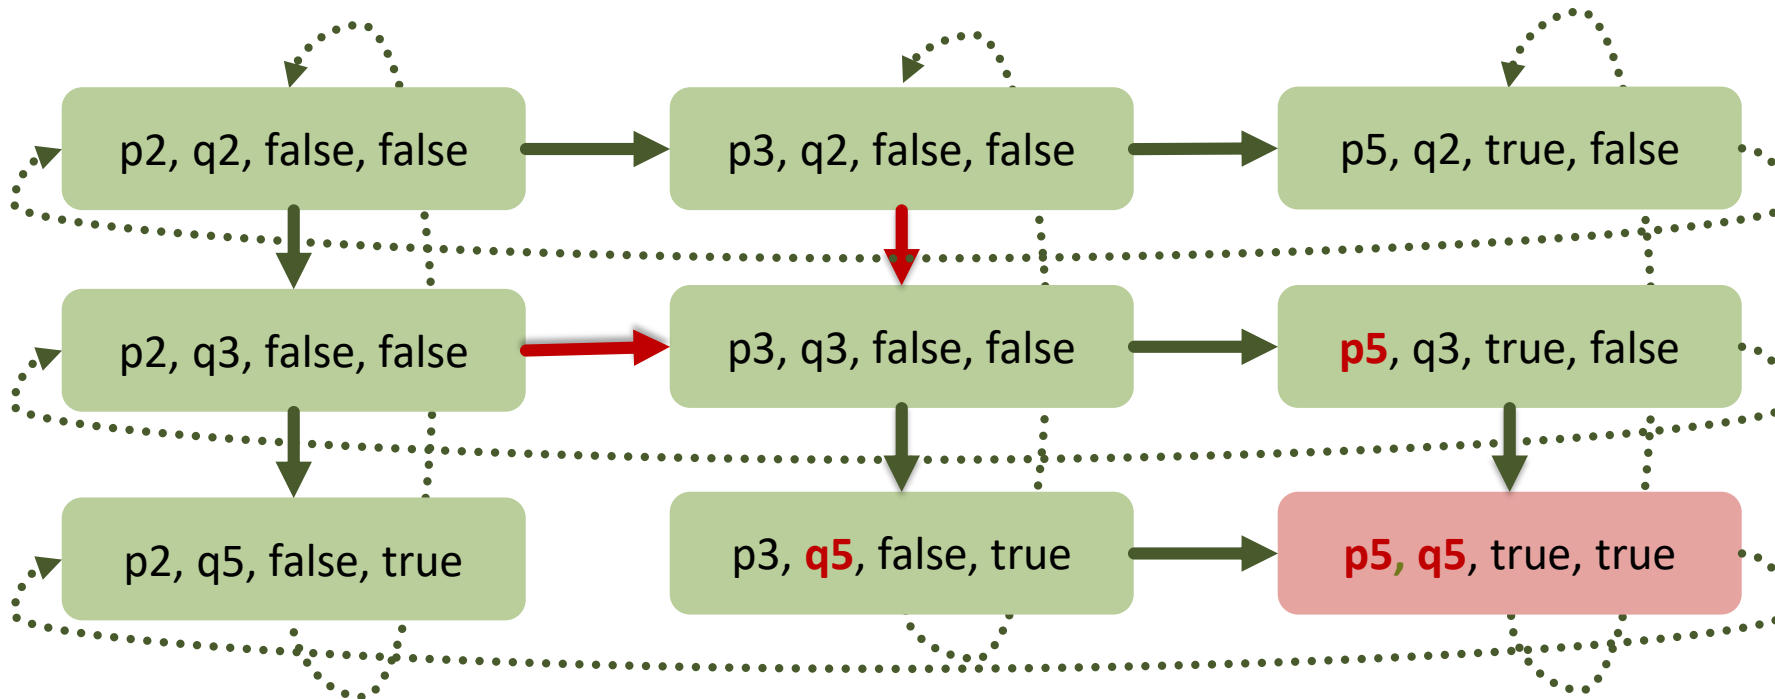 p2, q2, false, false
p3, q2, false, false
p5, q2, true, false
p2, q3, false, false
p3, q3, false, false
p5, q3, true, false
p2, q5, false, true
p3, q5, false, true
p5, q5, true, true